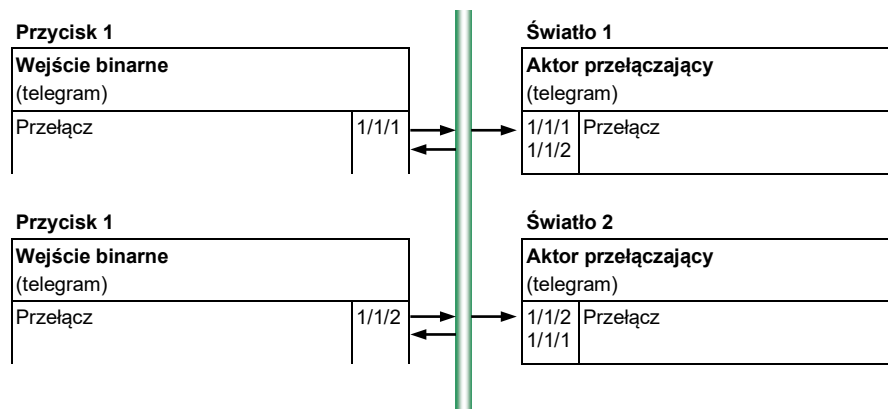 Przycisk 1
Wejście binarne
(telegram)
Przełącz 1/1/1
Światło 1
Aktor przełączający
(telegram)
1/1/1 Przełącz
1/1/2
Przycisk 1
Wejście binarne
(telegram)
Przełącz 1/1/2
Światło 2
Aktor przełączający
(telegram)
1/1/2 Przełącz
1/1/1